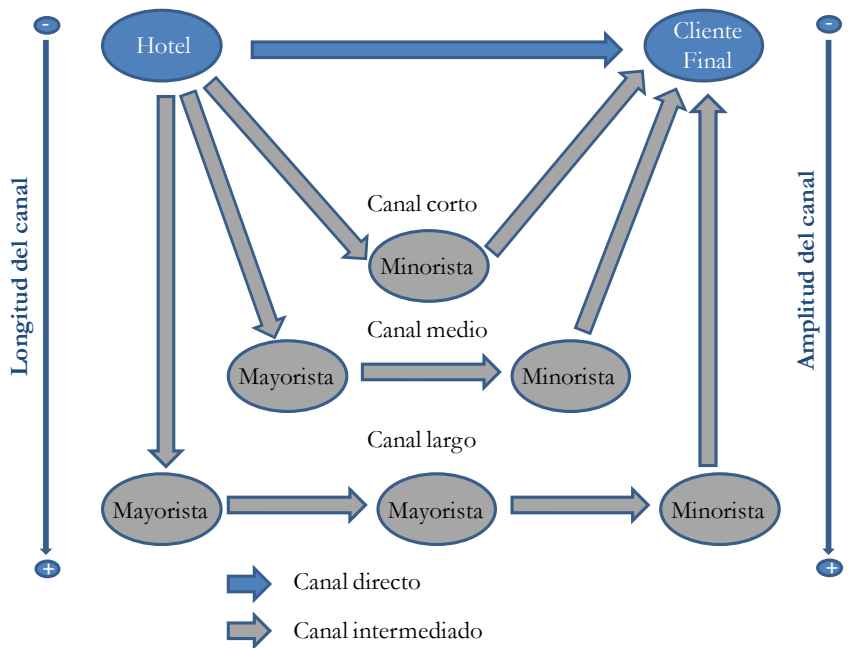 -
Hotel
Cliente
Final
-
Longitud del canal
Amplitud del canal
Canal corto
Minorista
Canal medio
Mayorista
Minorista
Canal largo
Mayorista
Mayorista
Minorista
+
+
Canal directo
Canal intermediado